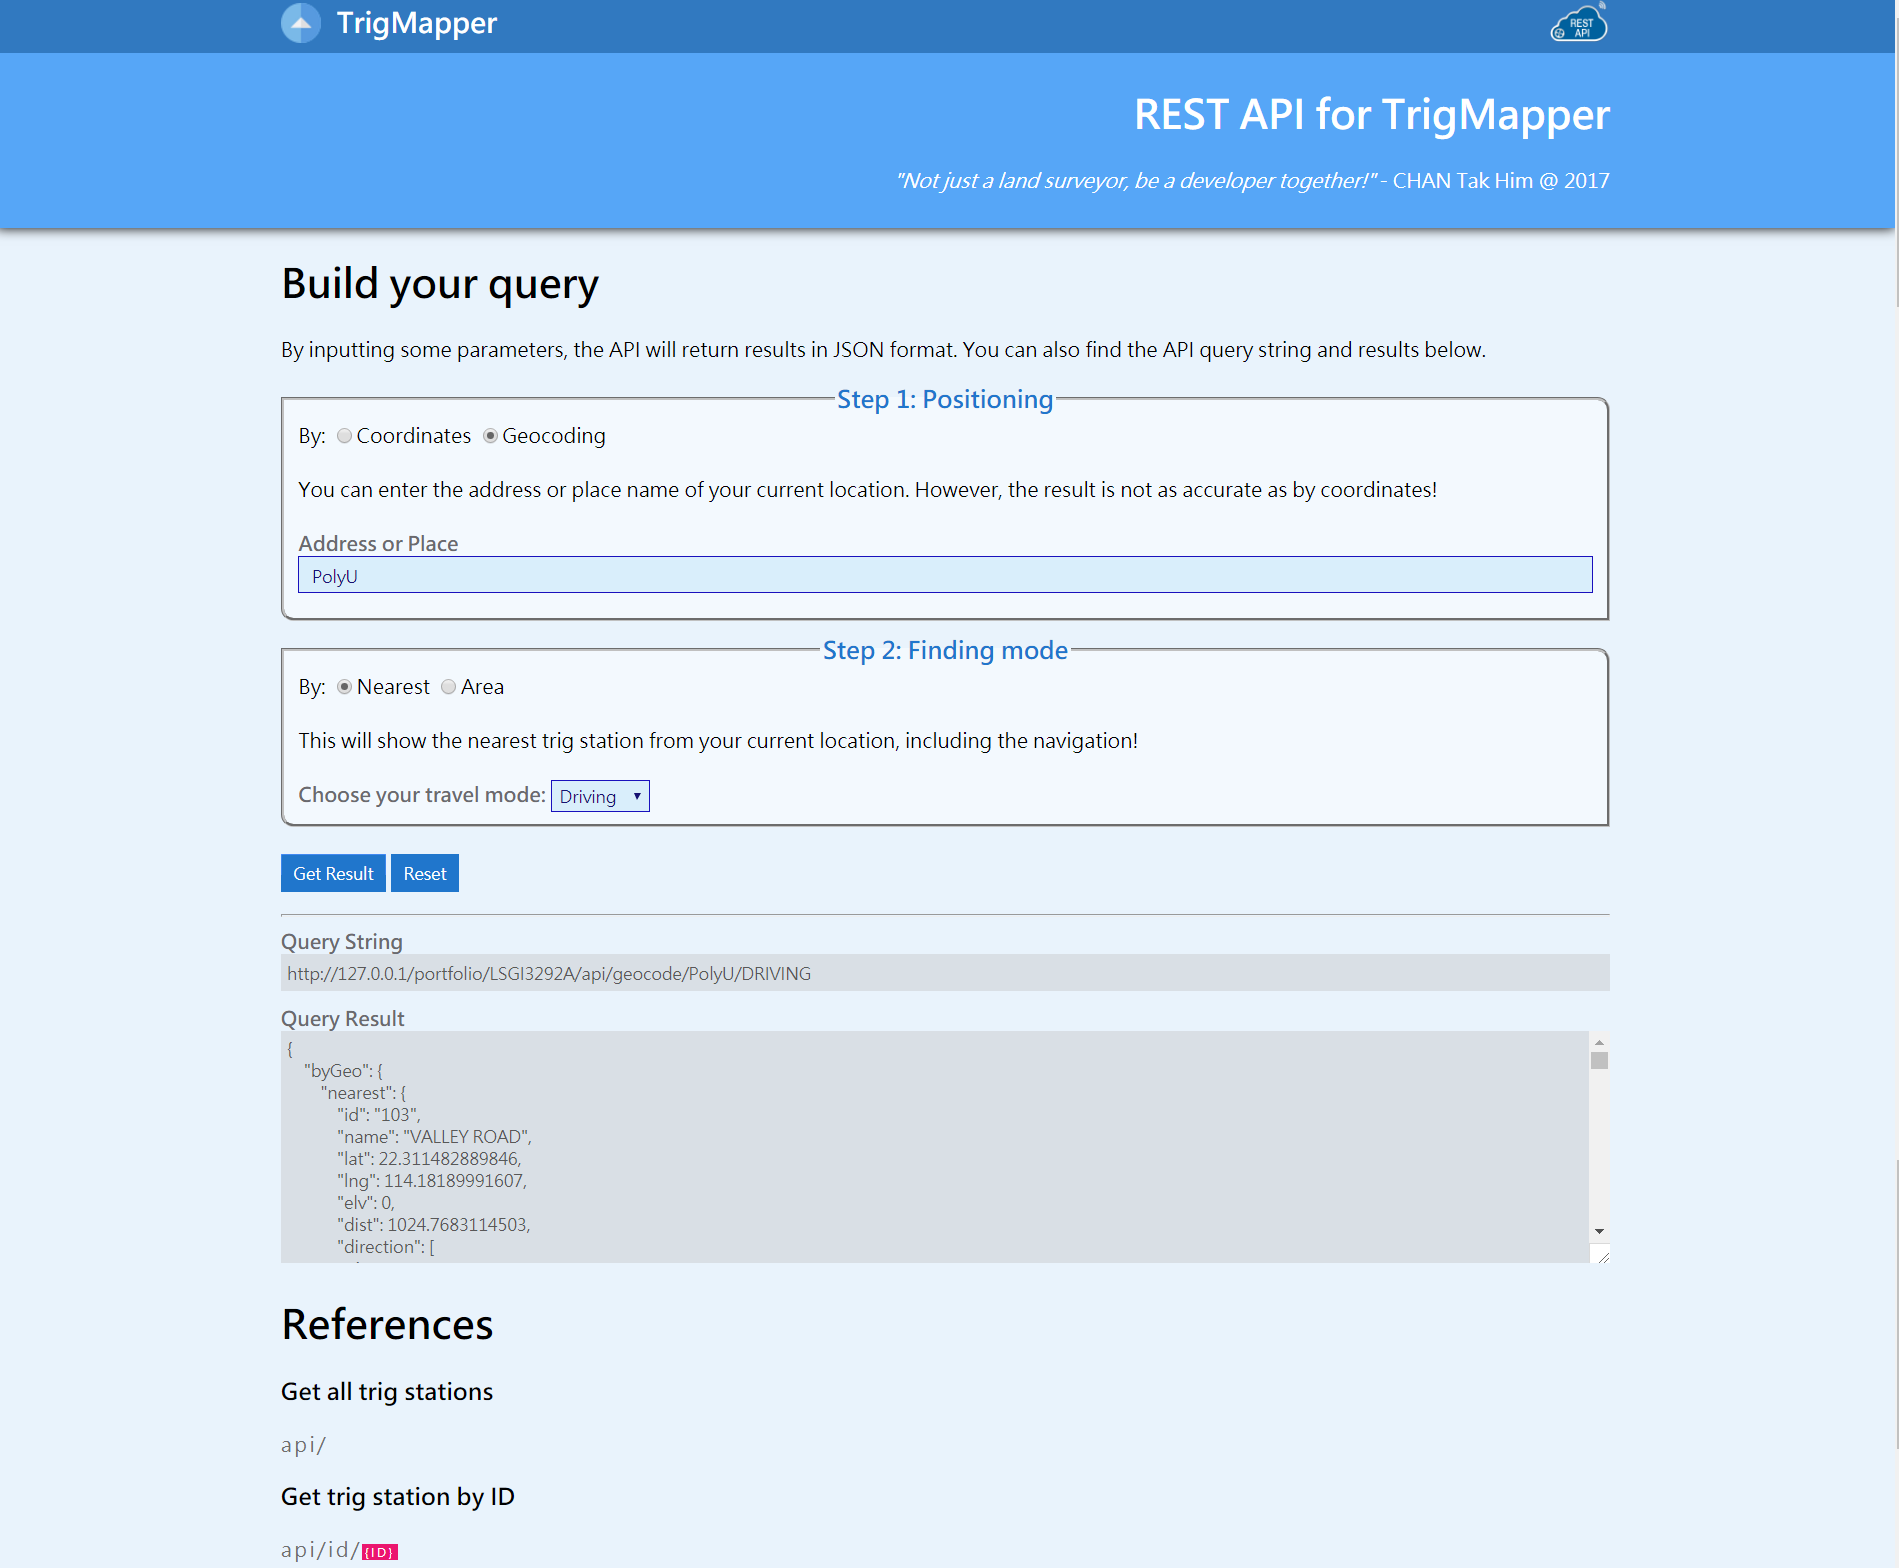 TrigMapper
REST
API
REST API for TrigMapper
"Not just a land surveyor, be a developer together!" - CHAN Tak Him @ 2017
Build your query
By inputting some parameters, the API will return results in JSON format. You can also find the API query string and results below.
Step 1: Positioning
By: Coordinates Geocoding
You can enter the address or place name of your current location. However, the result is not as accurate as by coordinates!
Address or Place
PolyU
Step 2: Finding mode
By: Nearest Area
This will show the nearest trig station from your current location, including the navigation!
Choose your travel mode: Driving
Get Result Reset
Query String
http://127.0.0.1/portfolio/LSGI3292A/api/geocode/PolyU/DRIVING
Query Result
{
"byGeo": {
"nearest": {
"id": "103",
"name": "VALLEY ROAD",
"lat": 22.311482889846,
"lng": 114.18189991607,
"elv": 0,
"dist": 1024.7683114503,
"direction": [
References
Get all trig stations
api/
Get trig station by ID
api/id/{ID}